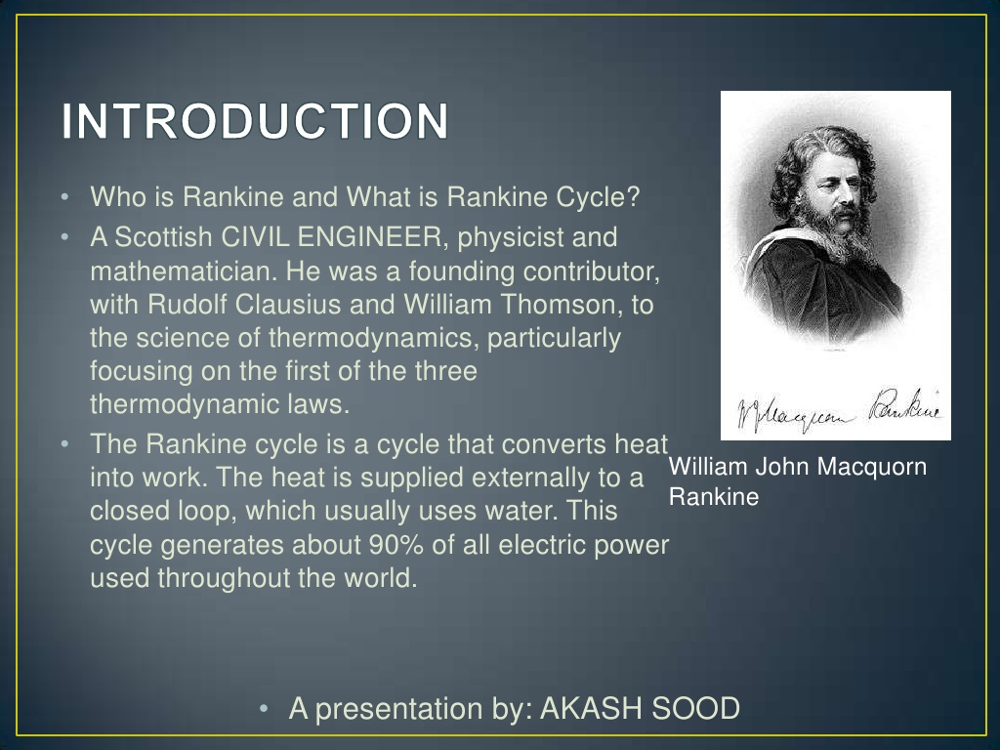 INTRODUCTION
• Who is Rankine and What is Rankine Cycle?
• A Scottish CIVIL ENGINEER, physicist and
mathematician. He was a founding contributor,
with Rudolf Clausius and William Thomson, to
the science of thermodynamics, particularly
focusing on the first of the three
thermodynamic laws.
• The Rankine cycle is a cycle that converts heat
into work. The heat is supplied externally to a
closed loop, which usually uses water. This
cycle generates about 90% of all electric power
used throughout the world.
WJ Macquorn Rankine
William John Macquorn
Rankine
• A presentation by: AKASH SOOD